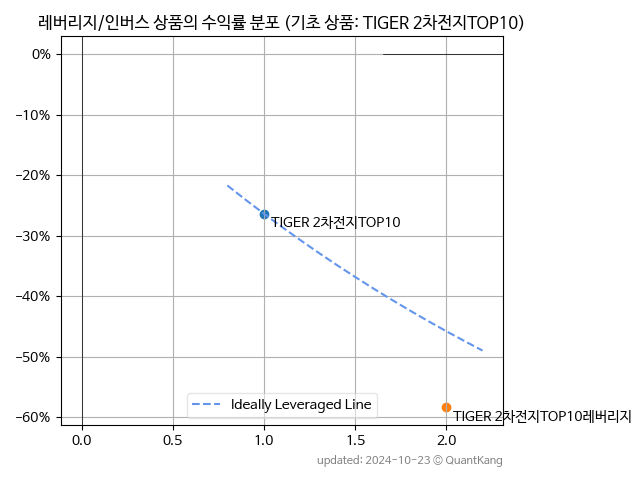 레버리지/인버스 상품의 수익률 분포 (기초 상품: TIGER 2차전지TOP10)
0%
−10%
−20%
TIGER 2차전지TOP10
−30%
−40%
−50%
Ideally Leveraged Line
TIGER 2차전지TOP10레버리지
−60%
0.0 0.5 1.0 1.5 2.0
updated: 2024-10-23 © QuantKang